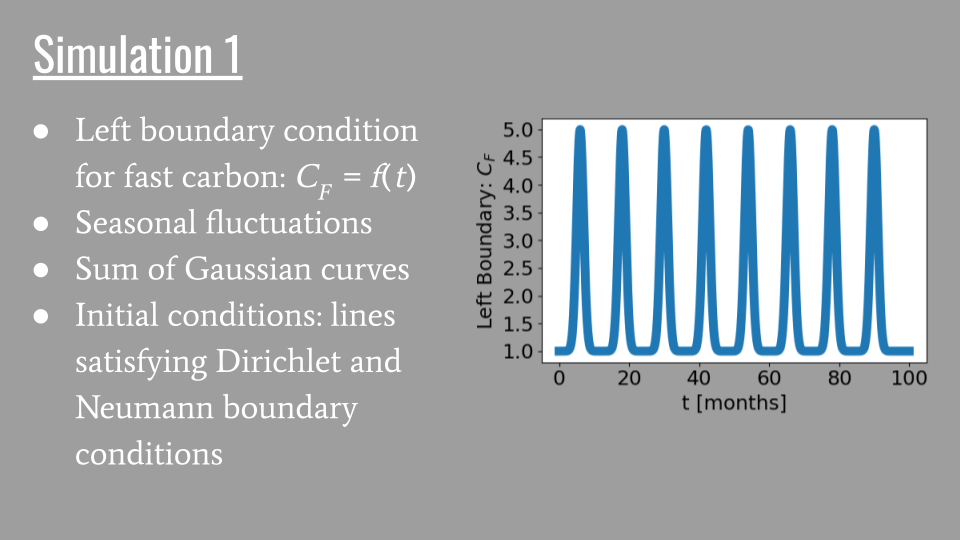 Simulation 1
● Left boundary condition
for fast carbon: C_F = f(t)
● Seasonal fluctuations
● Sum of Gaussian curves
● Initial conditions: lines
satisfying Dirichlet and
Neumann boundary
conditions
Left Boundary: C_F
5.0
4.5
4.0
3.5
3.0
2.5
2.0
1.5
1.0
0 20 40 60 80 100
t [months]